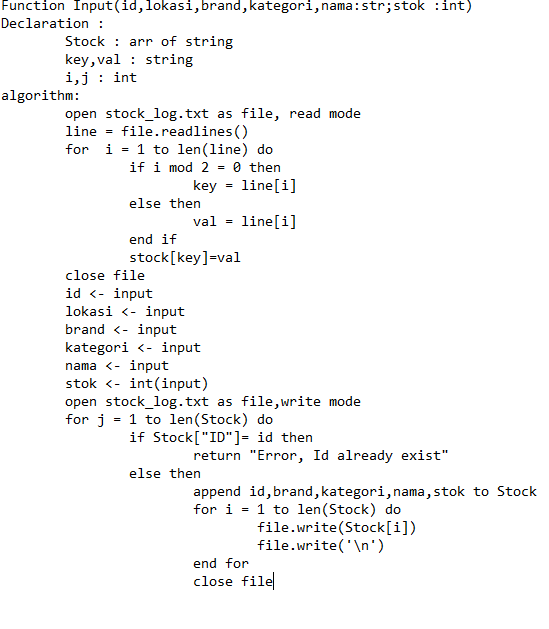 Function Input(id,lokasi,brand,kategori,nama:str;stok :int)
Declaration :
Stock : arr of string
key,val : string
i,j : int
algorithm:
open stock_log.txt as file, read mode
line = file.readlines()
for  i = 1 to len(line) do
if i mod 2 = 0 then
key = line[i]
else then
val = line[i]
end if
stock[key]=val
close file
id <- input
lokasi <- input
brand <- input
kategori <- input
nama <- input
stok <- int(input)
open stock_log.txt as file,write mode
for j = 1 to len(Stock) do
if Stock["ID"]= id then
return "Error, Id already exist"
else then
append id,brand,kategori,nama,stok to Stock
for i = 1 to len(Stock) do
file.write(Stock[i])
file.write('\n')
end for
close file